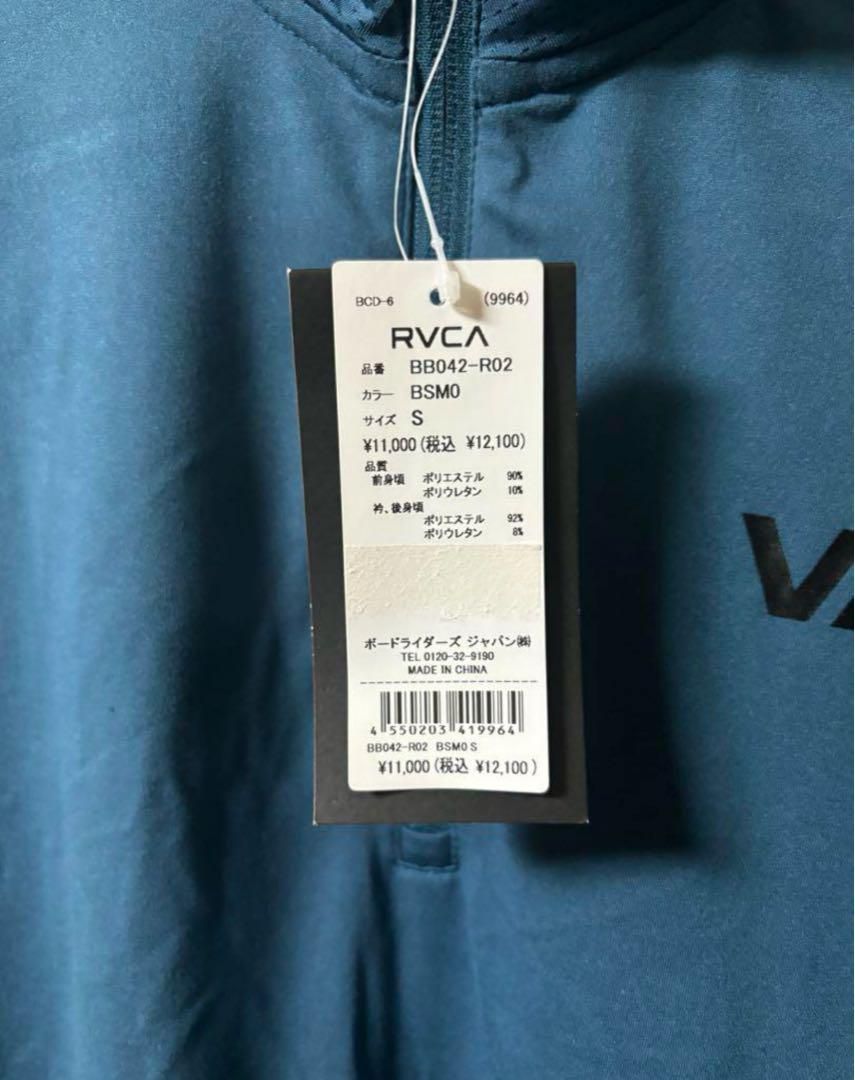 BCD-6 (9964)
RVCA
品番 BB042-R02
カラー BSM0
サイズ S
¥11,000(税込 ¥12,100)
品質
前身頃 ポリエステル 90%
ポリウレタン 10%
衿、後身頃
ポリエステル 92%
ポリウレタン 8%
ボードライダーズ ジャパン㈱
TEL 0120-32-9190
MADE IN CHINA
4 550203 419964
BB042-R02 BSM0 S
¥11,000(税込 ¥12,100)